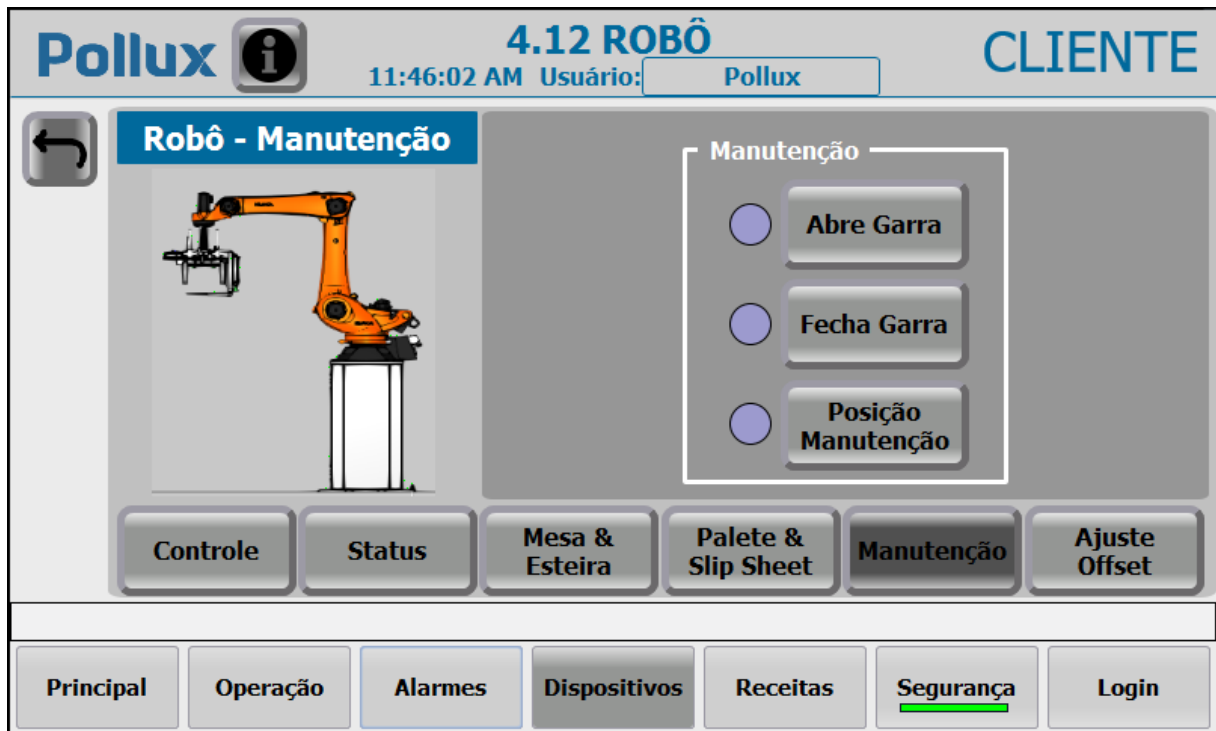 Pollux
4.12 ROBÔ
11:46:02 AM Usuário: Pollux
CLIENTE
Robô - Manutenção
Manutenção
Abre Garra
Fecha Garra
Posição
Manutenção
Controle
Status
Mesa &
Esteira
Palete &
Slip Sheet
Manutenção
Ajuste
Offset
Principal
Operação
Alarmes
Dispositivos
Receitas
Segurança
Login